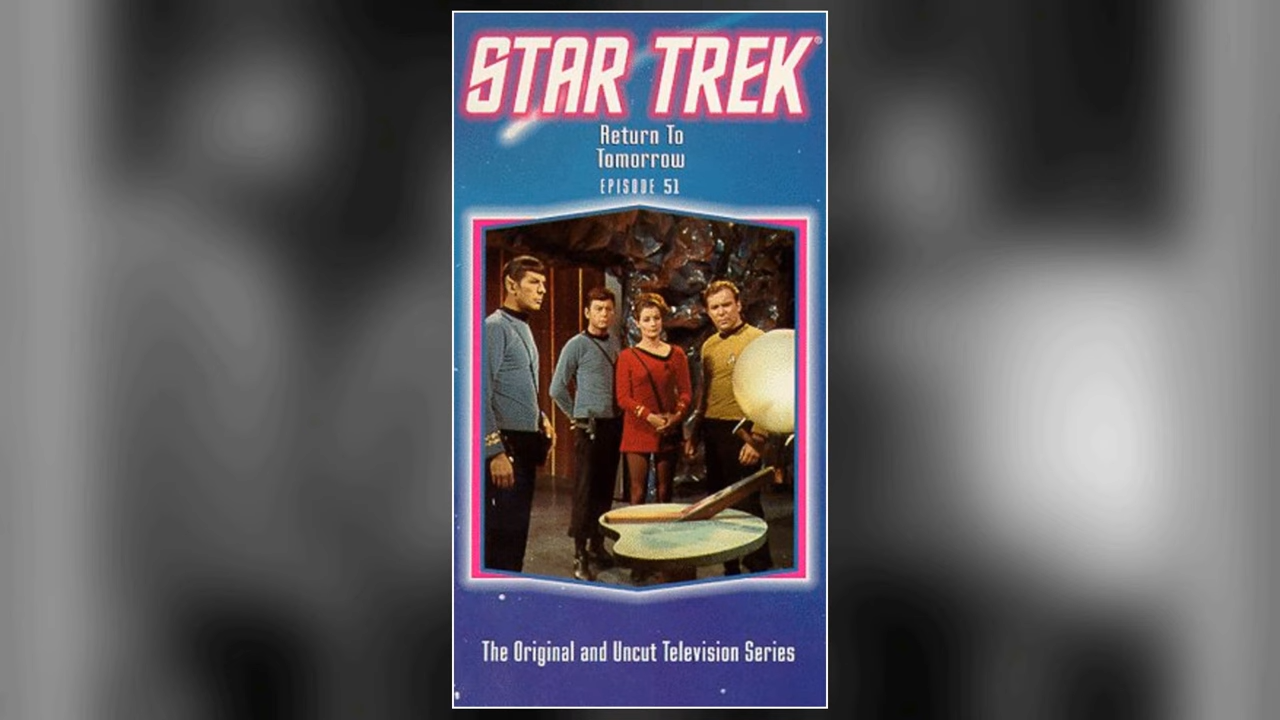 STAR TREK®
Return To
Tomorrow
EPISODE 51
The Original and Uncut Television Series